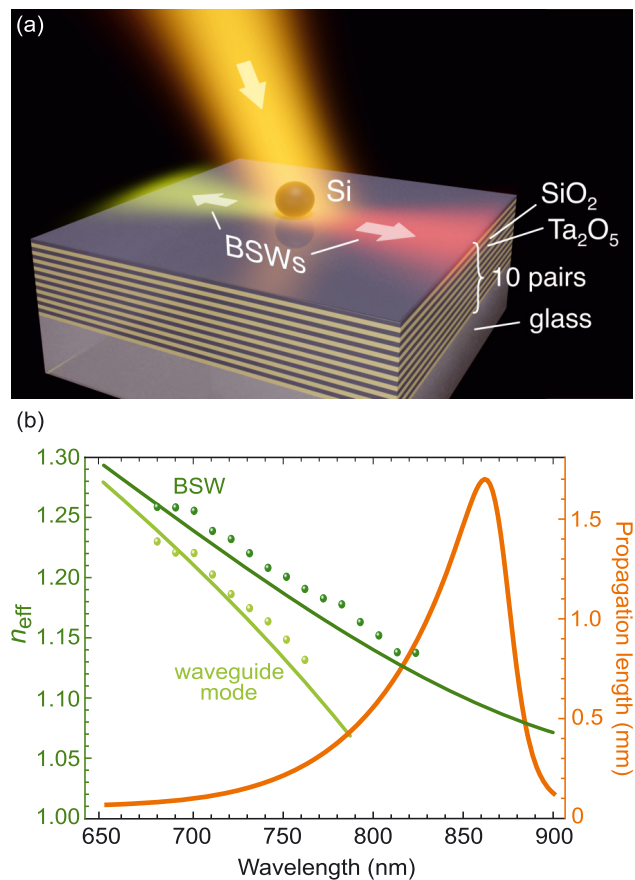 (a)
Si
SiO2
Ta2O5
BSWs
10 pairs
glass
(b)
1.30
1.25
1.20
1.15
1.10
1.05
1.00
neff
BSW
waveguide
mode
1.5
1.0
0.5
0
Propagation length (mm)
650
700
750
800
850
900
Wavelength (nm)